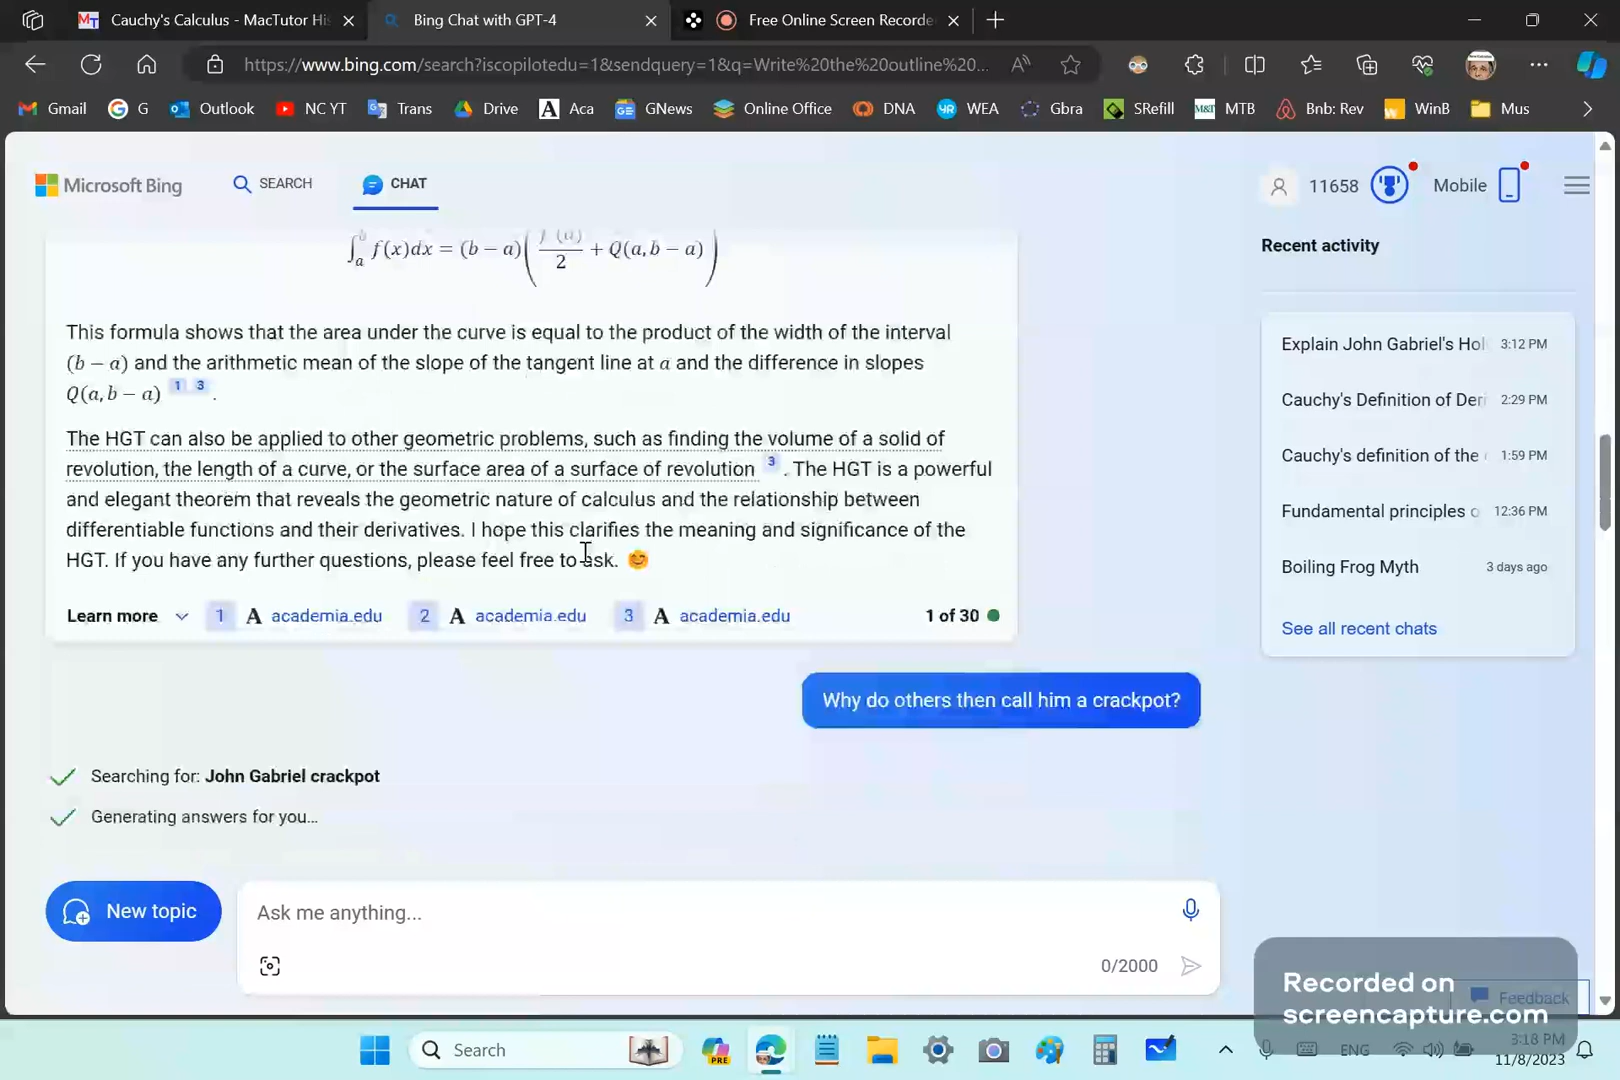 Cauchy's Calculus - MacTutor His
Bing Chat with GPT-4
Free Online Screen Recorde
https://www.bing.com/search?iscopilotedu=1&sendquery=1&q=Write%20the%20outline%20...
Gmail
G
Outlook
NC YT
Trans
Drive
Aca
GNews
Online Office
DNA
WEA
Gbra
SRefill
MTB
Bnb: Rev
WinB
Mus
Microsoft Bing
SEARCH
CHAT
11658
Mobile
∫ₐᵇ f(x)dx = (b − a)(f'(a)/2 + Q(a, b − a))
This formula shows that the area under the curve is equal to the product of the width of the interval
(b − a) and the arithmetic mean of the slope of the tangent line at a and the difference in slopes
Q(a, b − a) 1 3 .
The HGT can also be applied to other geometric problems, such as finding the volume of a solid of
revolution, the length of a curve, or the surface area of a surface of revolution 3 . The HGT is a powerful
and elegant theorem that reveals the geometric nature of calculus and the relationship between
differentiable functions and their derivatives. I hope this clarifies the meaning and significance of the
HGT. If you have any further questions, please feel free to ask. 😊
Learn more 1 academia.edu 2 academia.edu 3 academia.edu 1 of 30
Why do others then call him a crackpot?
Searching for: John Gabriel crackpot
Generating answers for you...
New topic
Ask me anything...
0/2000
Recent activity
Explain John Gabriel's Hol 3:12 PM
Cauchy's Definition of Deri 2:29 PM
Cauchy's definition of the 1:59 PM
Fundamental principles o 12:36 PM
Boiling Frog Myth 3 days ago
See all recent chats
Recorded on
screencapture.com
Feedback
Search
PRE
ENG
3:18 PM
11/8/2023